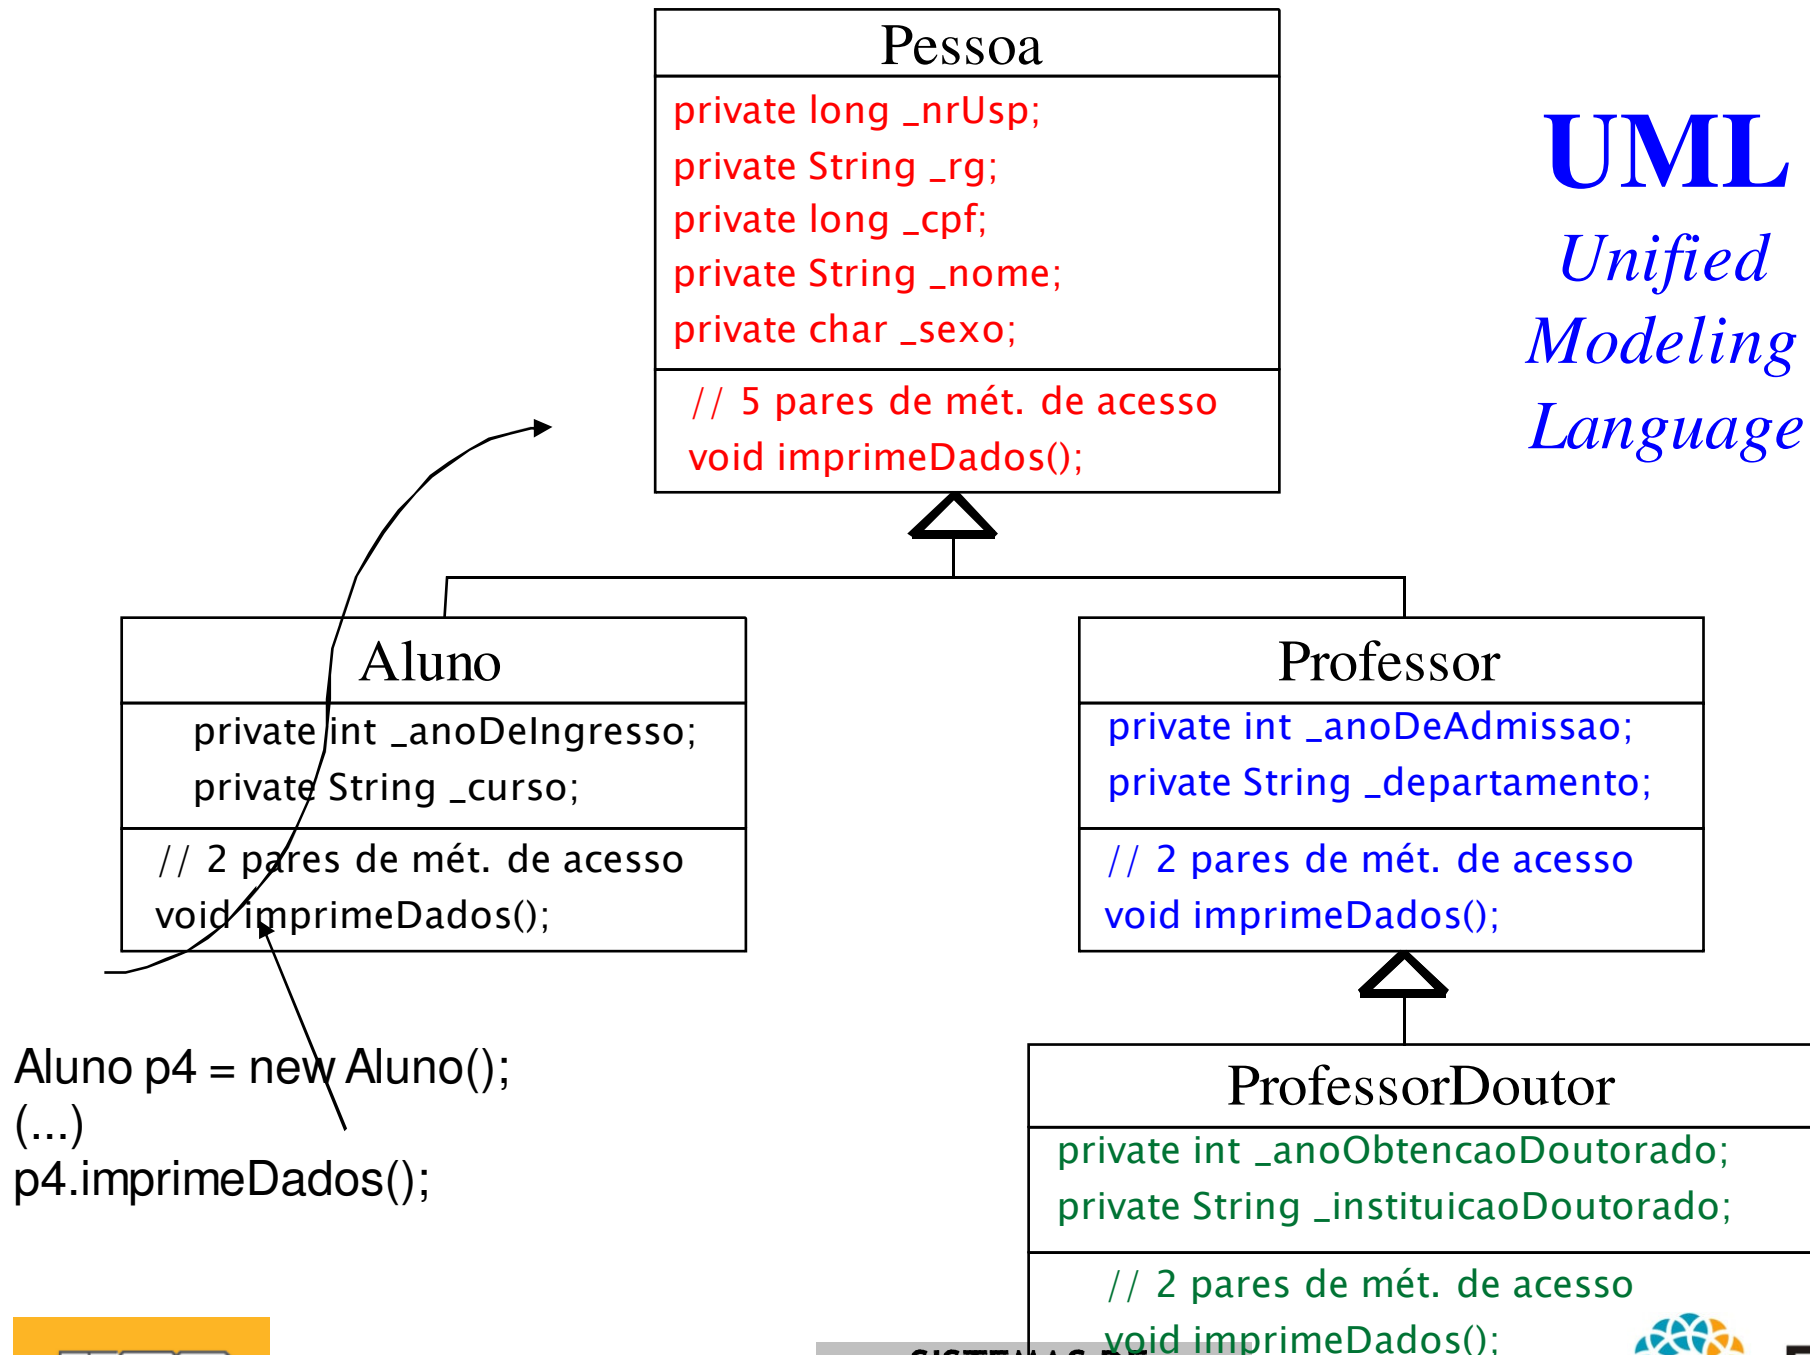 Pessoa
private long _nrUsp;
private String _rg;
private long _cpf;
private String _nome;
private char _sexo;
// 5 pares de mét. de acesso
void imprimeDados();
UML
Unified
Modeling
Language
Aluno
private int _anoDeIngresso;
private String _curso;
// 2 pares de mét. de acesso
void imprimeDados();
Professor
private int _anoDeAdmissao;
private String _departamento;
// 2 pares de mét. de acesso
void imprimeDados();
Aluno p4 = new Aluno();
(...)
p4.imprimeDados();
ProfessorDoutor
private int _anoObtencaoDoutorado;
private String _instituicaoDoutorado;
// 2 pares de mét. de acesso
void imprimeDados();